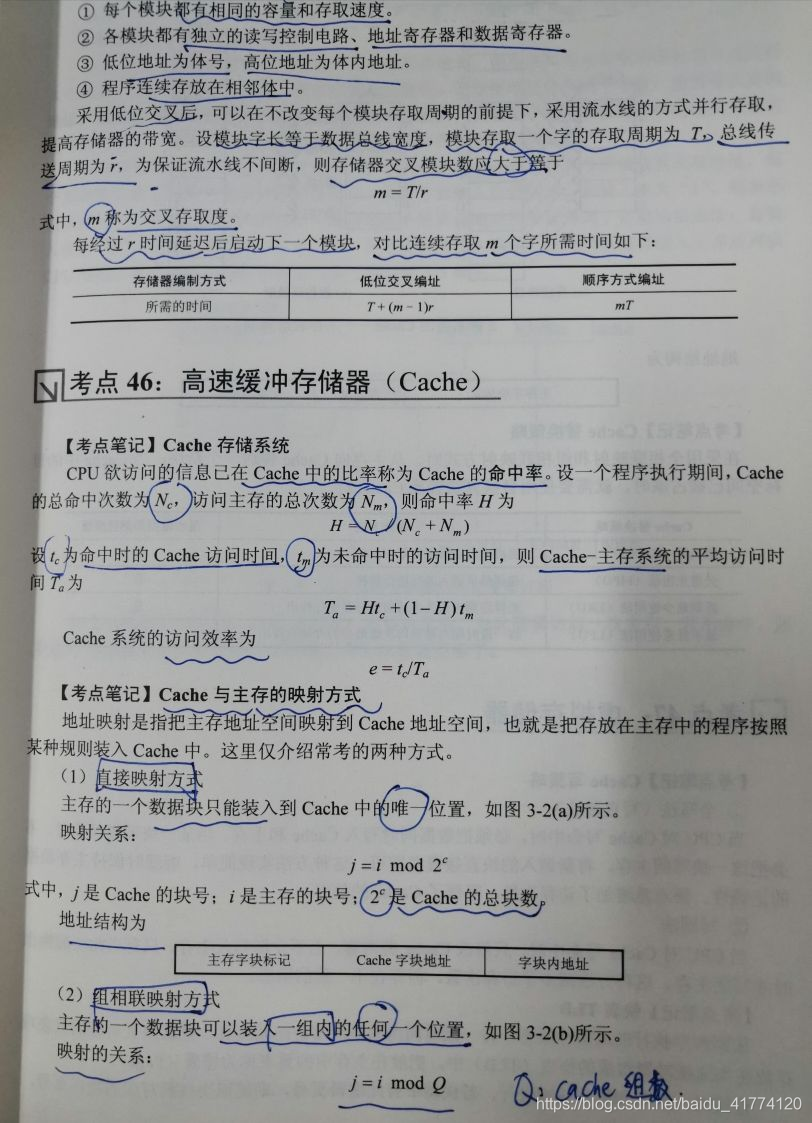 ① 每个模块都有相同的容量和存取速度。
② 各模块都有独立的读写控制电路、地址寄存器和数据寄存器。
③ 低位地址为体号，高位地址为体内地址。
④ 程序连续存放在相邻体中。
采用低位交叉后，可以在不改变每个模块存取周期的前提下，采用流水线的方式并行存取，
提高存储器的带宽。设模块字长等于数据总线宽度，模块存取一个字的存取周期为 T，总线传
送周期为 r，为保证流水线不间断，则存储器交叉模块数应大于等于
m = T/r
式中，m 称为交叉存取度。
每经过 r 时间延迟后启动下一个模块，对比连续存取 m 个字所需时间如下：
存储器编制方式 低位交叉编址 顺序方式编址
所需的时间 T + (m − 1)r mT
考点 46：高速缓冲存储器（Cache）
【考点笔记】Cache 存储系统
CPU 欲访问的信息已在 Cache 中的比率称为 Cache 的命中率。设一个程序执行期间，Cache
的总命中次数为 Nc，访问主存的总次数为 Nm，则命中率 H 为
H = Nc /(Nc + Nm)
设 tc 为命中时的 Cache 访问时间，tm 为未命中时的访问时间，则 Cache−主存系统的平均访问时
间 Ta 为
Ta = Htc + (1 − H) tm
Cache 系统的访问效率为
e = tc/Ta
【考点笔记】Cache 与主存的映射方式
地址映射是指把主存地址空间映射到 Cache 地址空间，也就是把存放在主存中的程序按照
某种规则装入 Cache 中。这里仅介绍常考的两种方式。
（1）直接映射方式
主存的一个数据块只能装入到 Cache 中的唯一位置，如图 3-2(a)所示。
映射关系：
j = i mod 2^c
式中，j 是 Cache 的块号；i 是主存的块号；2^c 是 Cache 的总块数。
地址结构为
主存字块标记 Cache 字块地址 字块内地址
（2）组相联映射方式
主存的一个数据块可以装入一组内的任何一个位置，如图 3-2(b)所示。
映射的关系：
j = i mod Q Q：cache 组数.
https://blog.csdn.net/baidu_41774120